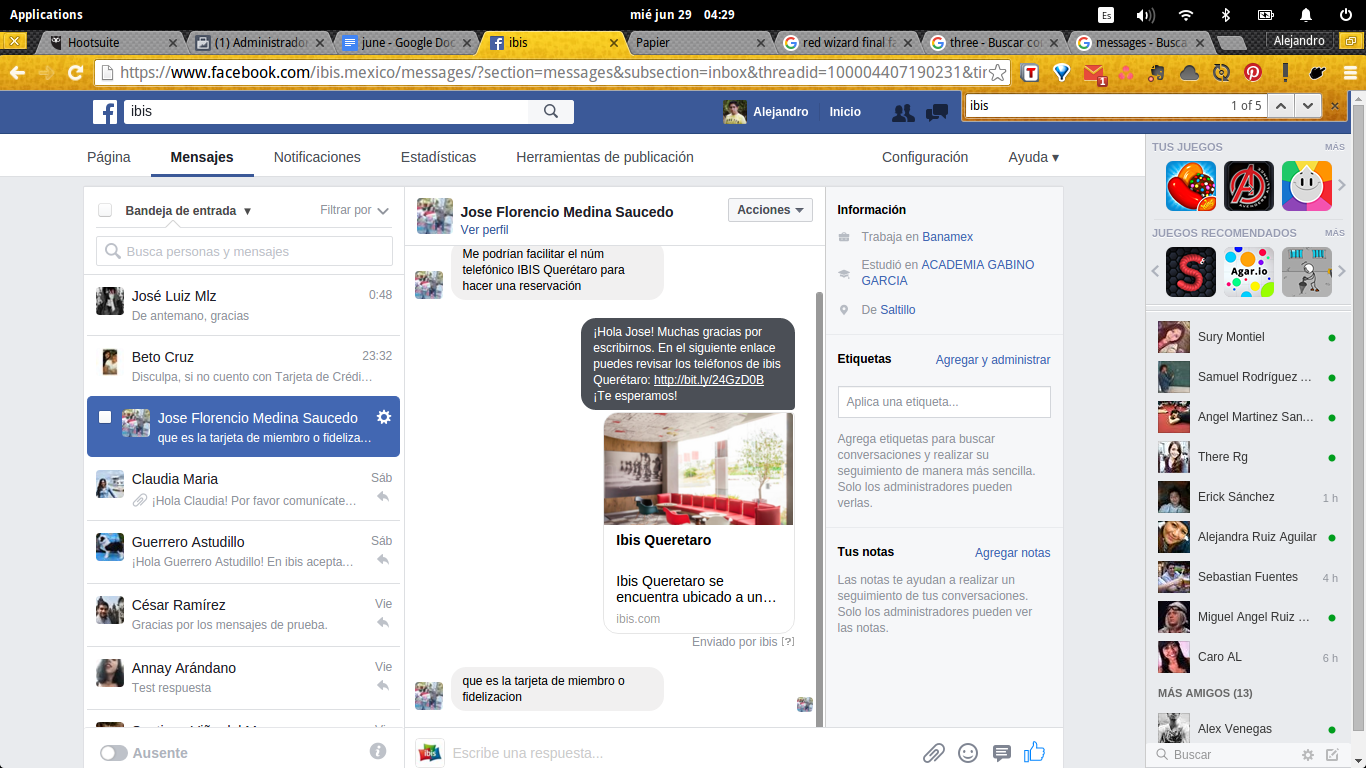 Applications
mié jun 29 04:29
Es
Hootsuite
(1) Administrado
june - Google Doc
ibis
Papier
red wizard final fa
three - Buscar co
messages - Busca
Alejandro
https://www.facebook.com/ibis.mexico/messages/?section=messages&subsection=inbox&threadid=100004407190231&tir
1
ibis
1 of 5
ibis
Alejandro
Inicio
Página
Mensajes
Notificaciones
Estadísticas
Herramientas de publicación
Configuración
Ayuda ▾
Bandeja de entrada ▾
Filtrar por
Busca personas y mensajes
José Luiz Mlz
0:48
De antemano, gracias
Beto Cruz
23:32
Disculpa, si no cuento con Tarjeta de Crédi…
Jose Florencio Medina Saucedo
que es la tarjeta de miembro o fideliza…
Claudia Maria
Sáb
¡Hola Claudia! Por favor comunícate…
Guerrero Astudillo
Sáb
¡Hola Guerrero Astudillo! En ibis acepta…
César Ramírez
Vie
Gracias por los mensajes de prueba.
Annay Arándano
Vie
Test respuesta
Ausente
Jose Florencio Medina Saucedo
Ver perfil
Acciones
Me podrían facilitar el núm
telefónico IBIS Querétaro para
hacer una reservación
¡Hola Jose! Muchas gracias por
escribirnos. En el siguiente enlace
puedes revisar los teléfonos de ibis
Querétaro: http://bit.ly/24GzD0B
¡Te esperamos!
Ibis Queretaro
Ibis Queretaro se
encuentra ubicado a un…
ibis.com
Enviado por ibis [?]
que es la tarjeta de miembro o
fidelizacion
ibis
Escribe una respuesta...
Información
Trabaja en Banamex
Estudió en ACADEMIA GABINO
GARCIA
De Saltillo
Etiquetas
Agregar y administrar
Aplica una etiqueta...
Agrega etiquetas para buscar
conversaciones y realizar su
seguimiento de manera más sencilla.
Solo los administradores pueden
verlas.
Tus notas
Agregar notas
Las notas te ayudan a realizar un
seguimiento de tus conversaciones.
Solo los administradores pueden ver
las notas.
TUS JUEGOS
MÁS
JUEGOS RECOMENDADOS
MÁS
Agar.io
Sury Montiel
Samuel Rodríguez …
Angel Martinez San…
There Rg
Erick Sánchez
1 h
Alejandra Ruiz Aguilar
Sebastian Fuentes
4 h
Miguel Angel Ruiz …
Caro AL
6 h
MÁS AMIGOS (13)
Alex Venegas
Buscar